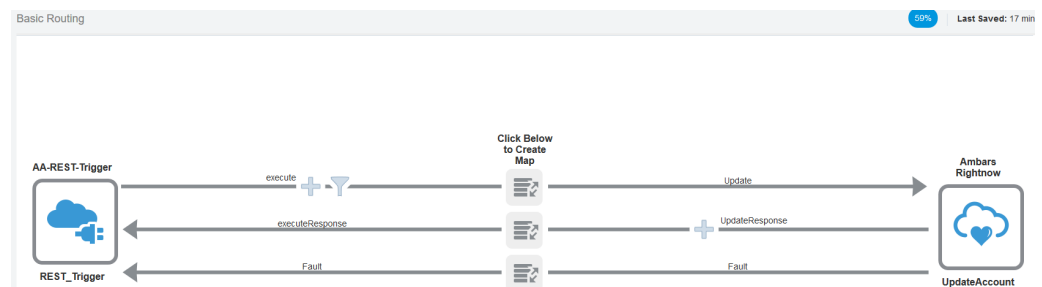 Basic Routing
59%
Last Saved: 17 min
Click Below
to Create
Map
AA-REST-Trigger
Ambars
Rightnow
execute
Update
executeResponse
UpdateResponse
Fault
Fault
REST_Trigger
UpdateAccount